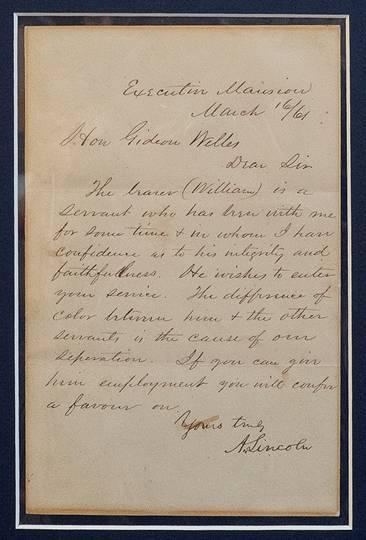 Executive Mansion
March 16/61
Hon Gideon Welles
Dear Sir
The bearer (William) is a
servant who has been with me
for some time & in whom I have
confidence as to his integrity and
faithfulness. He wishes to enter
your service. The difference of
color between him & the other
servants is the cause of our
seperation. If you can give
him employment you will confer
a favour on
Yours truly
A. Lincoln